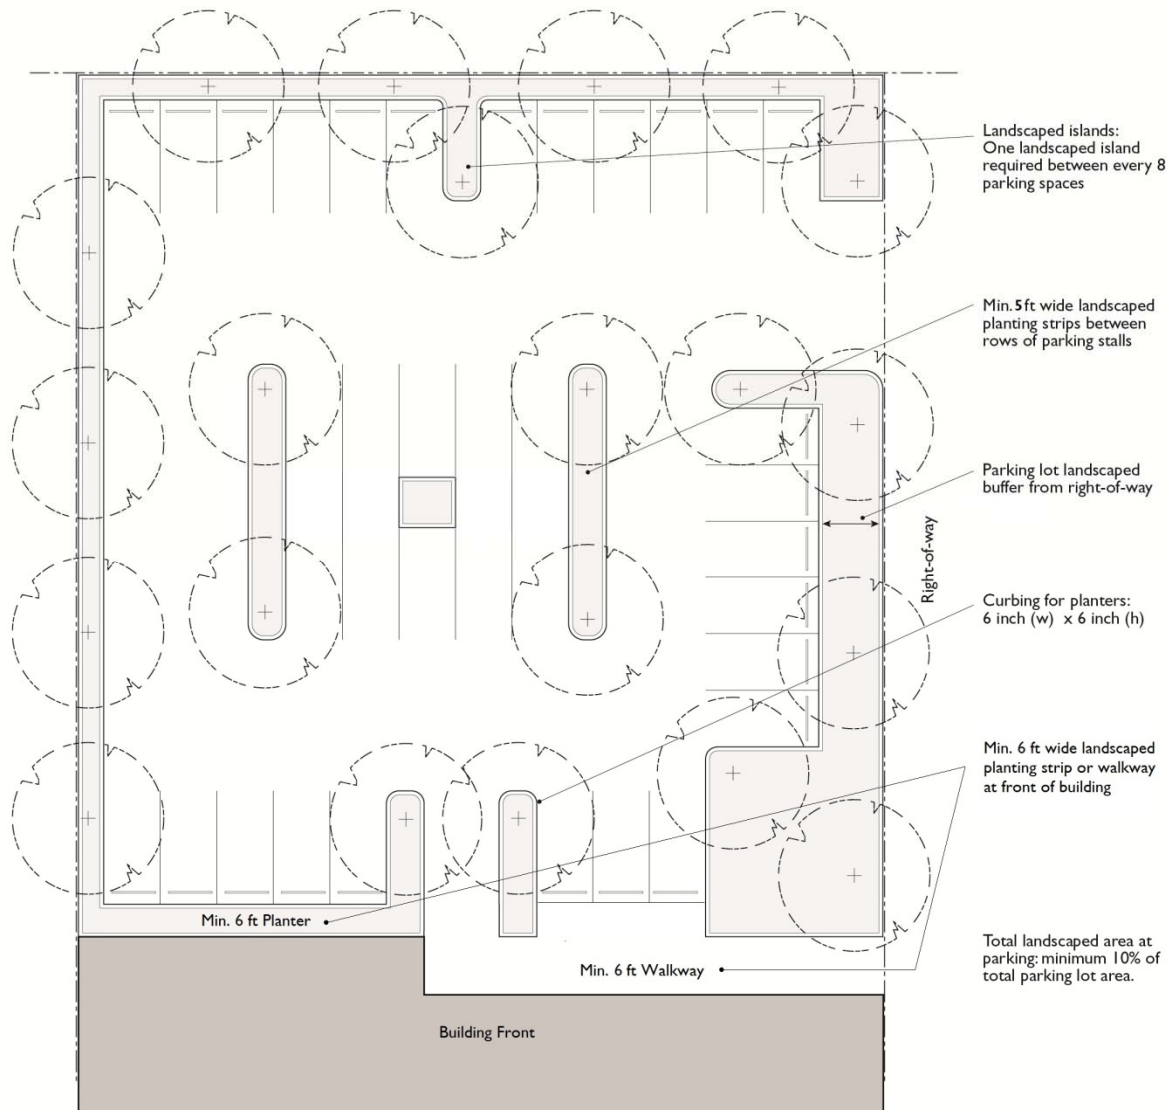 Landscaped islands:
One landscaped island
required between every 8
parking spaces
Min. 5 ft wide landscaped
planting strips between
rows of parking stalls
Parking lot landscaped
buffer from right-of-way
Right-of-way
Curbing for planters:
6 inch (w) x 6 inch (h)
Min. 6 ft wide landscaped
planting strip or walkway
at front of building
Min. 6 ft Planter
Total landscaped area at
parking: minimum 10% of
total parking lot area.
Min. 6 ft Walkway
Building Front